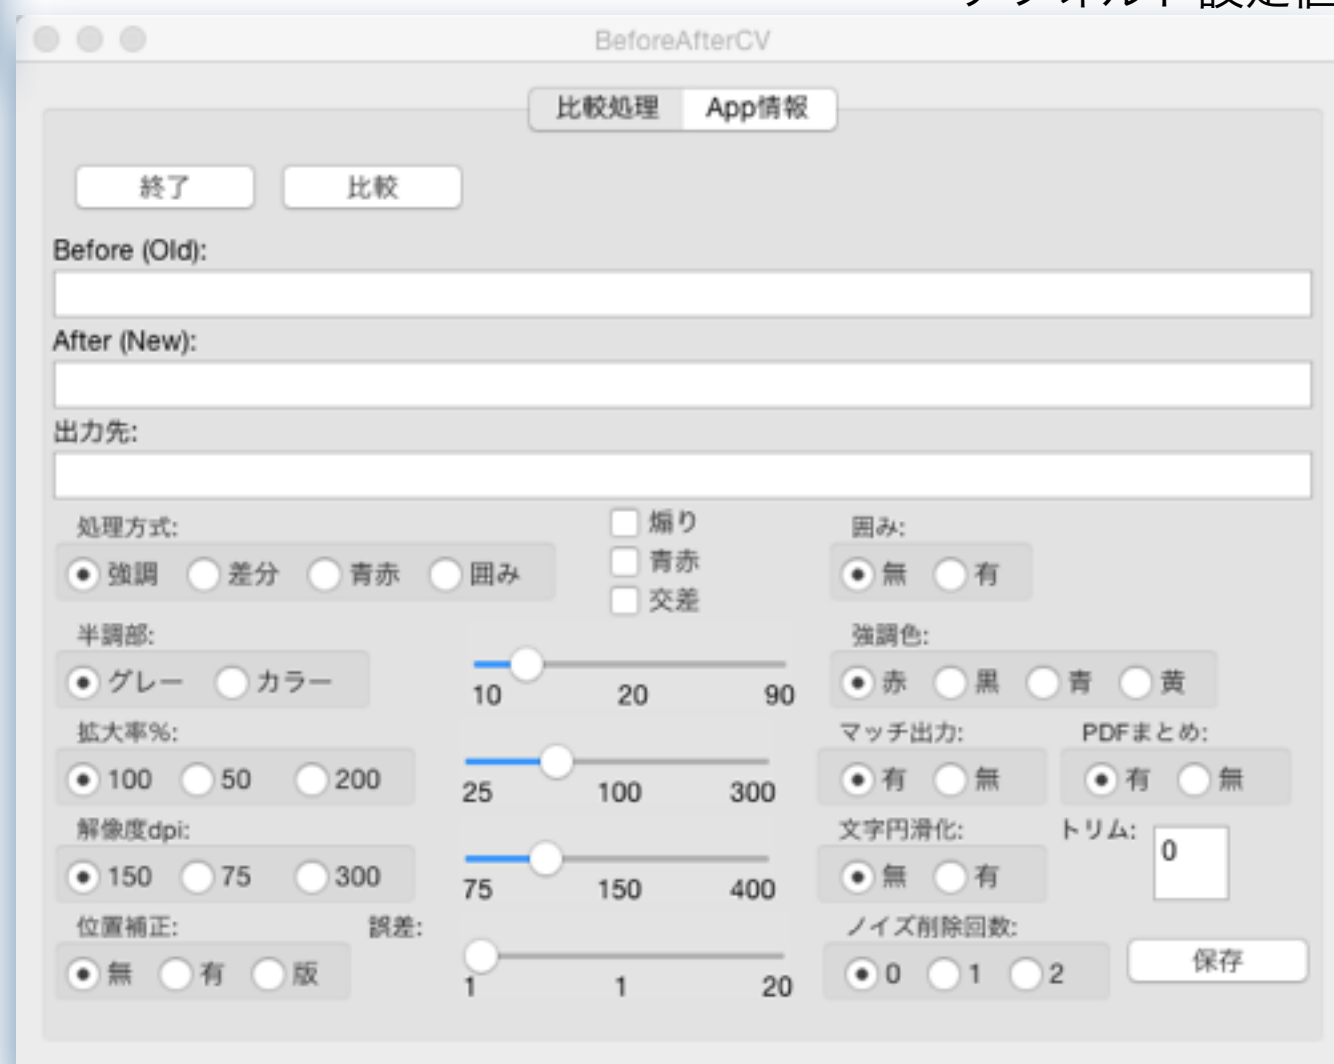 BeforeAfterCV
比較処理 App情報
終了 比較
Before (Old):
After (New):
出力先:
処理方式: 煽り 囲み:
強調 差分 青赤 囲み 青赤 無 有
交差
半調部: 強調色:
グレー カラー 10 20 90 赤 黒 青 黄
拡大率%: マッチ出力: PDFまとめ:
100 50 200 25 100 300 有 無 有 無
解像度dpi: 文字円滑化: トリム: 0
150 75 300 75 150 400 無 有
位置補正: 誤差: ノイズ削除回数:
無 有 版 1 1 20 0 1 2 保存